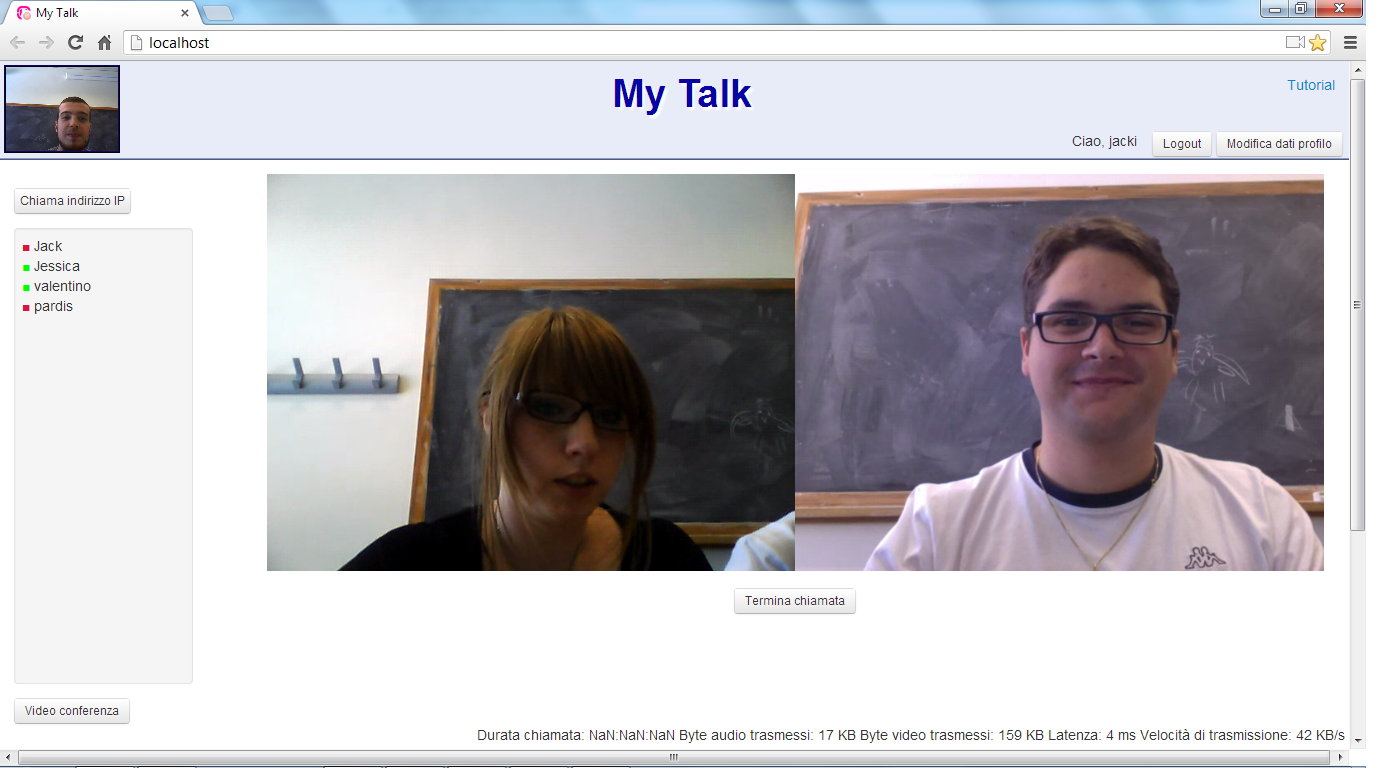 My Talk
localhost
My Talk
Tutorial
Ciao, jacki
Logout
Modifica dati profilo
Chiama indirizzo IP
Jack
Jessica
valentino
pardis
Termina chiamata
Video conferenza
Durata chiamata: NaN:NaN:NaN Byte audio trasmessi: 17 KB Byte video trasmessi: 159 KB Latenza: 4 ms Velocità di trasmissione: 42 KB/s